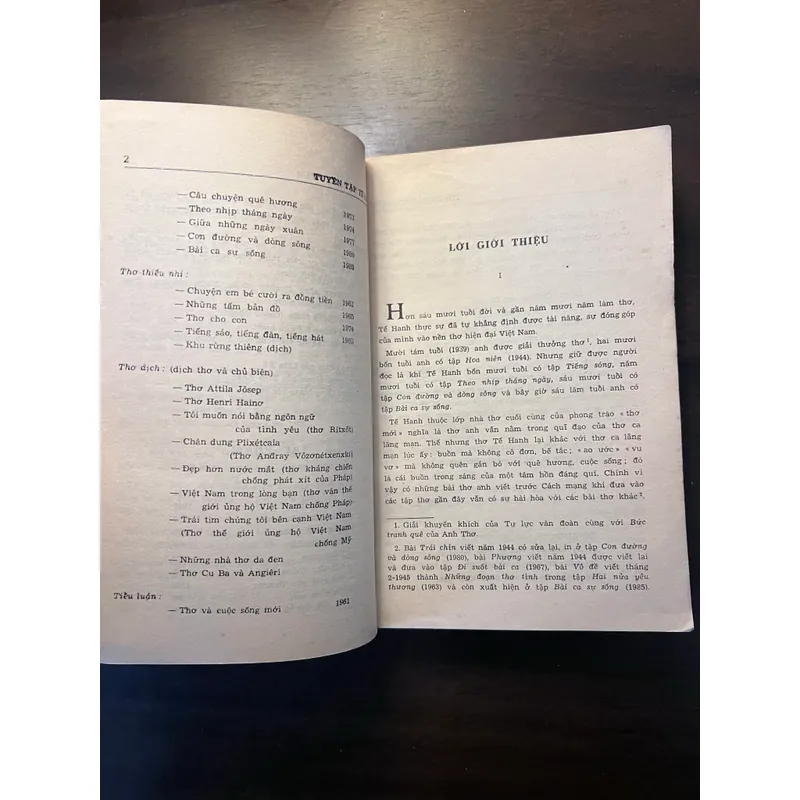 2
TUYỂN TẬP TẾ
— Câu chuyện quê hương
— Theo nhịp tháng ngày 1973
— Giữa những ngày xuân 1974
— Con đường và dòng sông 1977
— Bài ca sự sống 1980
1985
Thơ thiếu nhi :
— Chuyện em bé cười ra đồng tiền 1962
— Những tấm bản đồ 1965
— Thơ cho con 1974
— Tiếng sáo, tiếng đàn, tiếng hát
— Khu rừng thiêng (dịch)
Thơ dịch : (dịch thơ và chủ biên)
— Thơ Attila Jôsep
— Thơ Henri Hainơ
— Tôi muốn nói bằng ngôn ngữ
của tình yêu (thơ Ritxốt)
— Chân dung Plixétcaia
(Thơ Anđray Vôzơnétxenxki)
— Đẹp hơn nước mắt (thơ kháng chiến
chống phát xít của Pháp)
— Việt Nam trong lòng bạn (thơ văn thế
giới ủng hộ Việt Nam chống Pháp)
— Trái tim chúng tôi bên cạnh Việt Nam
(Thơ thế giới ủng hộ Việt Nam
chống Mỹ
— Những nhà thơ da đen
— Thơ Cu Ba và Angiêri
Tiểu luận :
— Thơ và cuộc sống mới 1961
LỜI GIỚI THIỆU
I
Hơn sáu mươi tuổi đời và gần năm mươi năm làm thơ,
Tế Hanh thực sự đã tự khẳng định được tài năng, sự đóng góp
của mình vào nền thơ hiện đại Việt Nam.
Mười tám tuổi (1939) anh được giải thưởng thơ¹, hai mươi
bốn tuổi anh có tập Hoa niên (1944). Nhưng giữ được người
đọc là khi Tế Hanh bốn mươi tuổi có tập Tiếng sóng, năm
mươi tuổi có tập Theo nhịp tháng ngày, sáu mươi tuổi có
tập Con đường và dòng sông và bây giờ sáu lăm tuổi anh có
tập Bài ca sự sống.
Tế Hanh thuộc lớp nhà thơ cuối cùng của phong trào « thơ
mới » nghĩa là thơ anh vẫn nằm trong quĩ đạo của thơ ca
lãng mạn. Thế nhưng thơ Tế Hanh lại khác với thơ ca lãng
mạn lúc ấy: buồn mà không cô đơn, bế tắc; « ao ước » « vu
vơ » mà không quên gắn bó với quê hương, cuộc sống; đó
là cái buồn trong sáng của một tâm hồn đáng quí. Chính vì
vậy có những bài thơ anh viết trước Cách mạng khi đưa vào
các tập thơ gần đây vẫn có sự hài hòa với các bài thơ khác².
1. Giải khuyến khích của Tự lực văn đoàn cùng với Bức
tranh quê của Anh Thơ.
2. Bài Trái chín viết năm 1944 có sửa lại, in ở tập Con đường
và dòng sông (1980), bài Phượng viết năm 1944 được viết lại
và đưa vào tập Đi suốt bài ca (1967), bài Vô đề viết tháng
2-1945 thành Những đoạn thơ tình trong tập Hai nửa yêu
thương (1963) và còn xuất hiện ở tập Bài ca sự sống (1985).